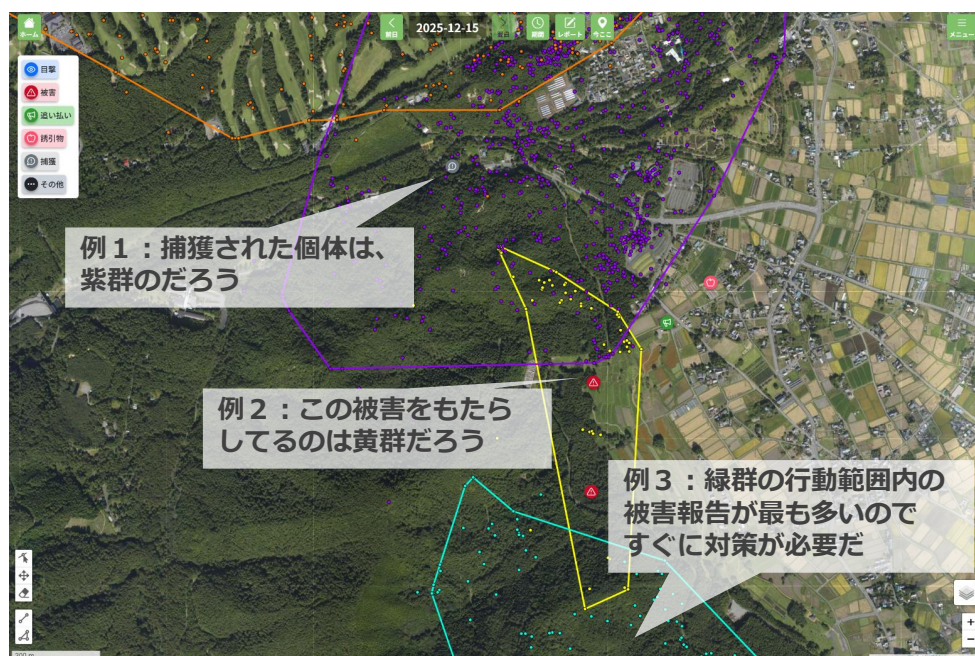 ホーム
前日
2025-12-15
翌日
期間
レポート
今ここ
メニュー
目撃
被害
追い払い
誘引物
捕獲
その他
例1：捕獲された個体は、
紫群のだろう
例2：この被害をもたら
してるのは黄群だろう
例3：緑群の行動範囲内の
被害報告が最も多いので
すぐに対策が必要だ
+
−
200 m